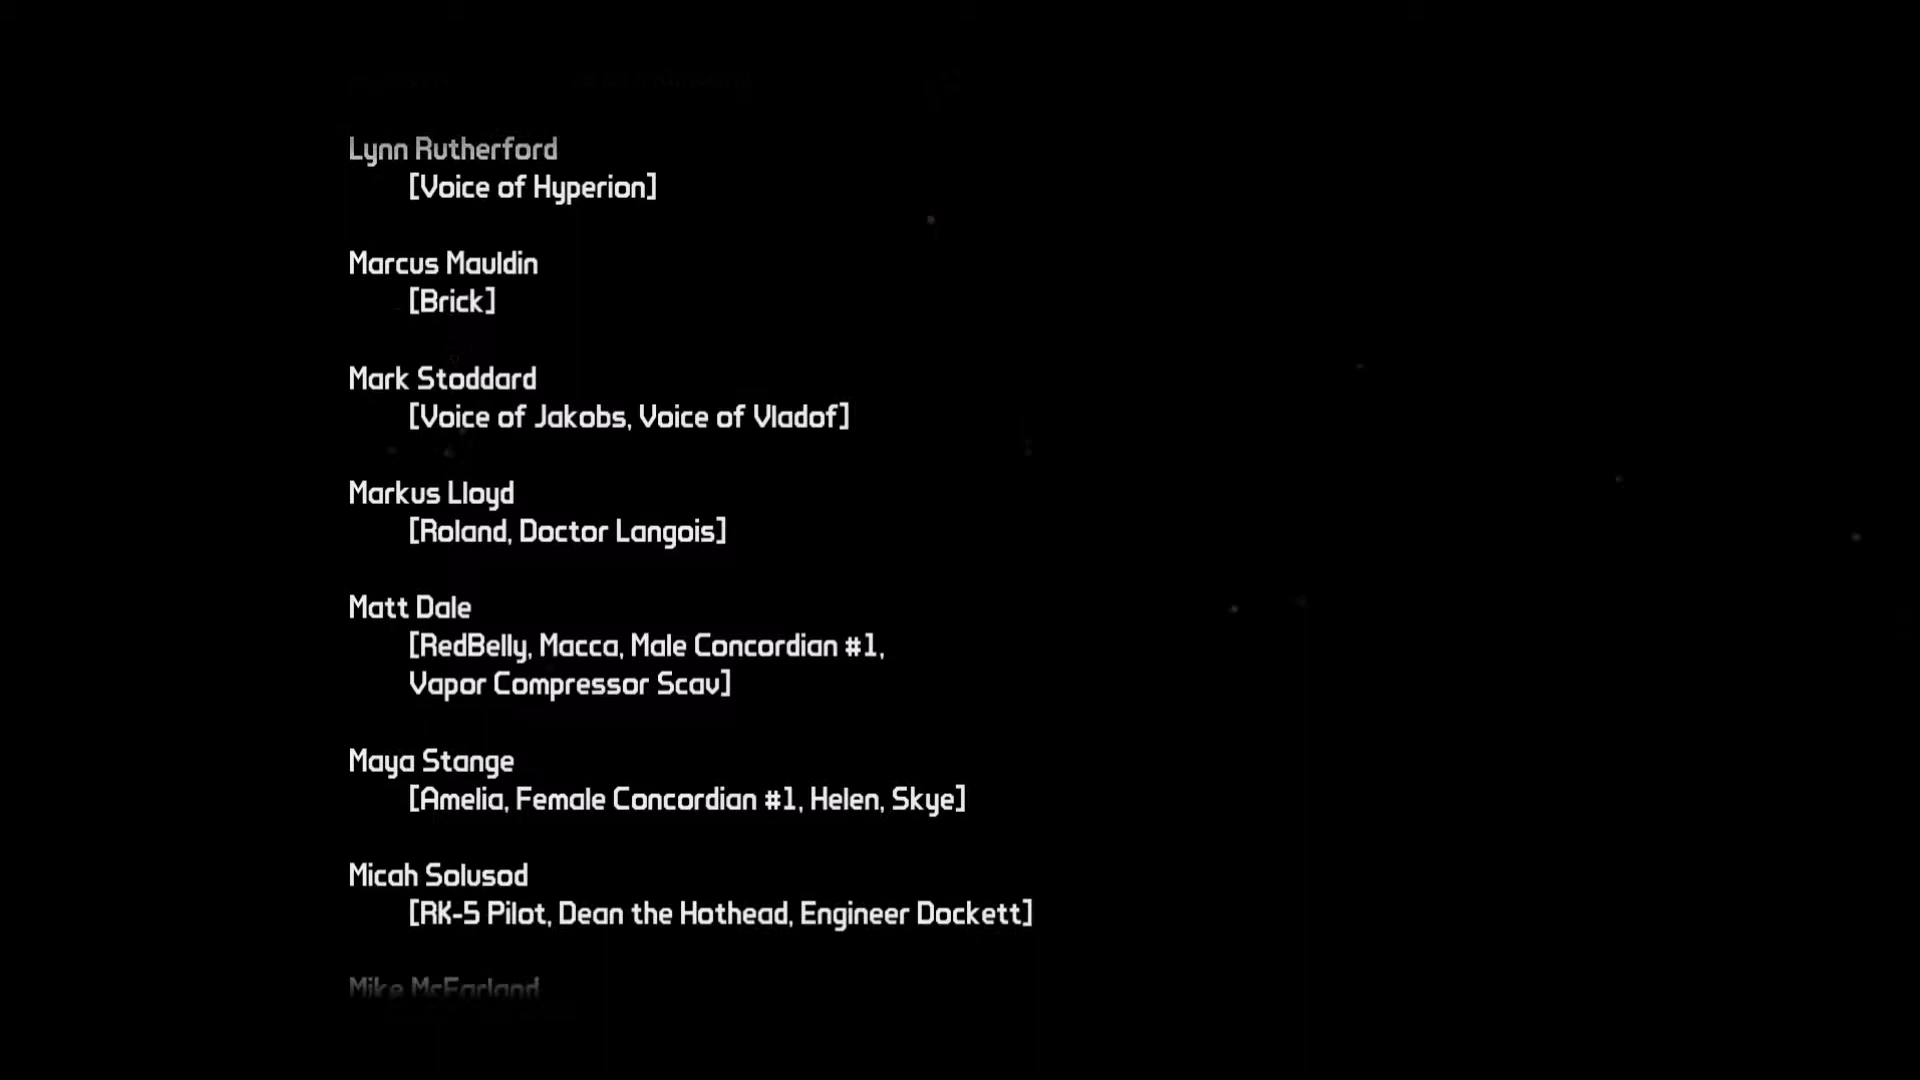 Lynn Rutherford
[Voice of Hyperion]
Marcus Mauldin
[Brick]
Mark Stoddard
[Voice of Jakobs, Voice of Vladof]
Markus Lloyd
[Roland, Doctor Langois]
Matt Dale
[RedBelly, Macca, Male Concordian #1,
Vapor Compressor Scav]
Maya Stange
[Amelia, Female Concordian #1, Helen, Skye]
Micah Solusod
[RK-5 Pilot, Dean the Hothead, Engineer Dockett]
Mike McFarland